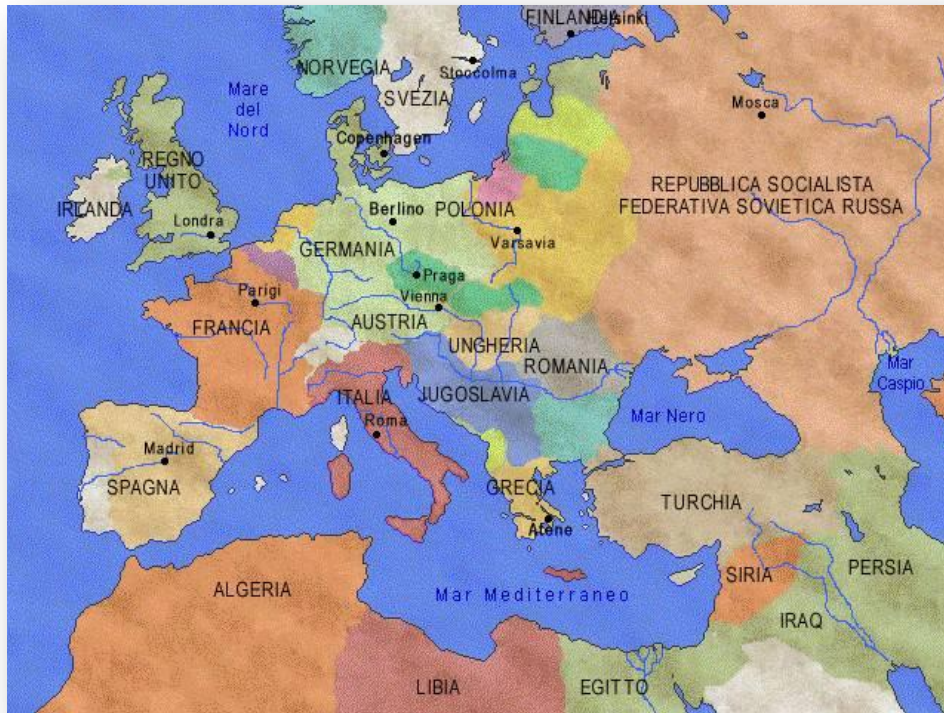 FINLANDIA
Helsinki
NORVEGIA
Stoccolma
SVEZIA
Mare
del
Nord
Mosca
Copenhagen
REGNO
UNITO
IRLANDA
Londra
Berlino
POLONIA
Varsavia
GERMANIA
REPUBBLICA SOCIALISTA
FEDERATIVA SOVIETICA RUSSA
Praga
Parigi
Vienna
FRANCIA
AUSTRIA
UNGHERIA
ROMANIA
Mar
Caspio
ITALIA
JUGOSLAVIA
Roma
Mar Nero
Madrid
SPAGNA
GRECIA
Atene
TURCHIA
SIRIA
PERSIA
ALGERIA
Mar Mediterraneo
IRAQ
LIBIA
EGITTO